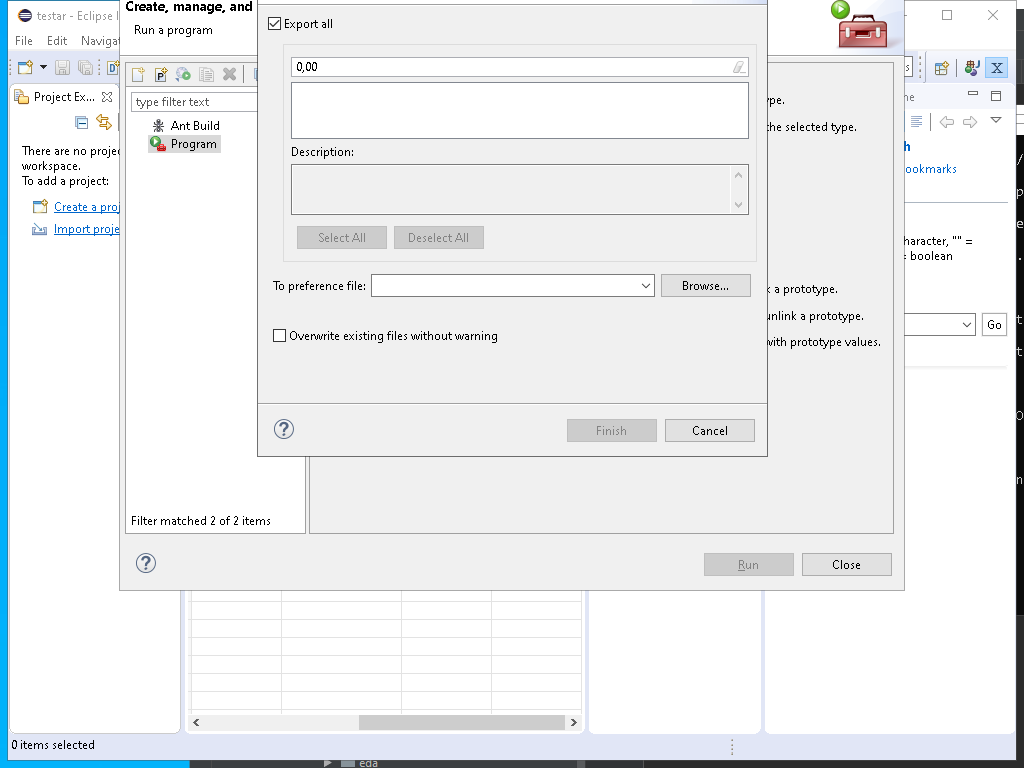 testar - Eclipse I
File Edit Navigat
Project Ex...
There are no projec
workspace.
To add a project:
Create a proj
Import proje
Create, manage, and
Run a program
type filter text
Ant Build
Program
Filter matched 2 of 2 items
Export all
0,00
Description:
Select All Deselect All
To preference file: Browse...
Overwrite existing files without warning
Finish Cancel
ype.
the selected type.
k a prototype.
unlink a prototype.
with prototype values.
Run Close
ne
h
ookmarks
haracter, "" =
= boolean
Go
0 items selected
eda